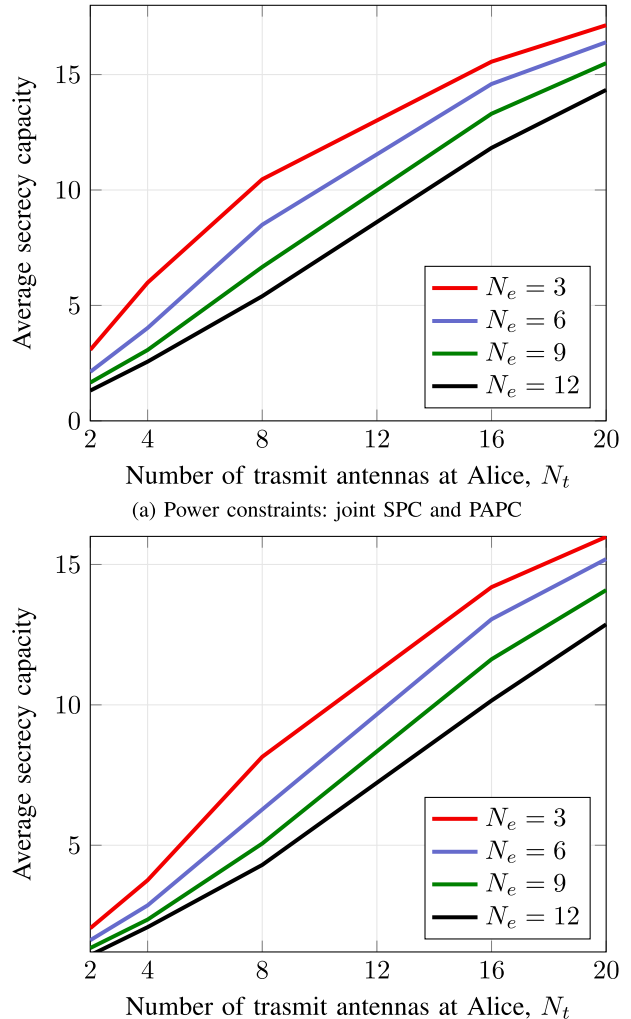 15
10
5
0
2 4 8 12 16 20
Average secrecy capacity
N_e = 3
N_e = 6
N_e = 9
N_e = 12
Number of trasmit antennas at Alice, N_t
(a) Power constraints: joint SPC and PAPC
15
10
5
2 4 8 12 16 20
Average secrecy capacity
N_e = 3
N_e = 6
N_e = 9
N_e = 12
Number of trasmit antennas at Alice, N_t